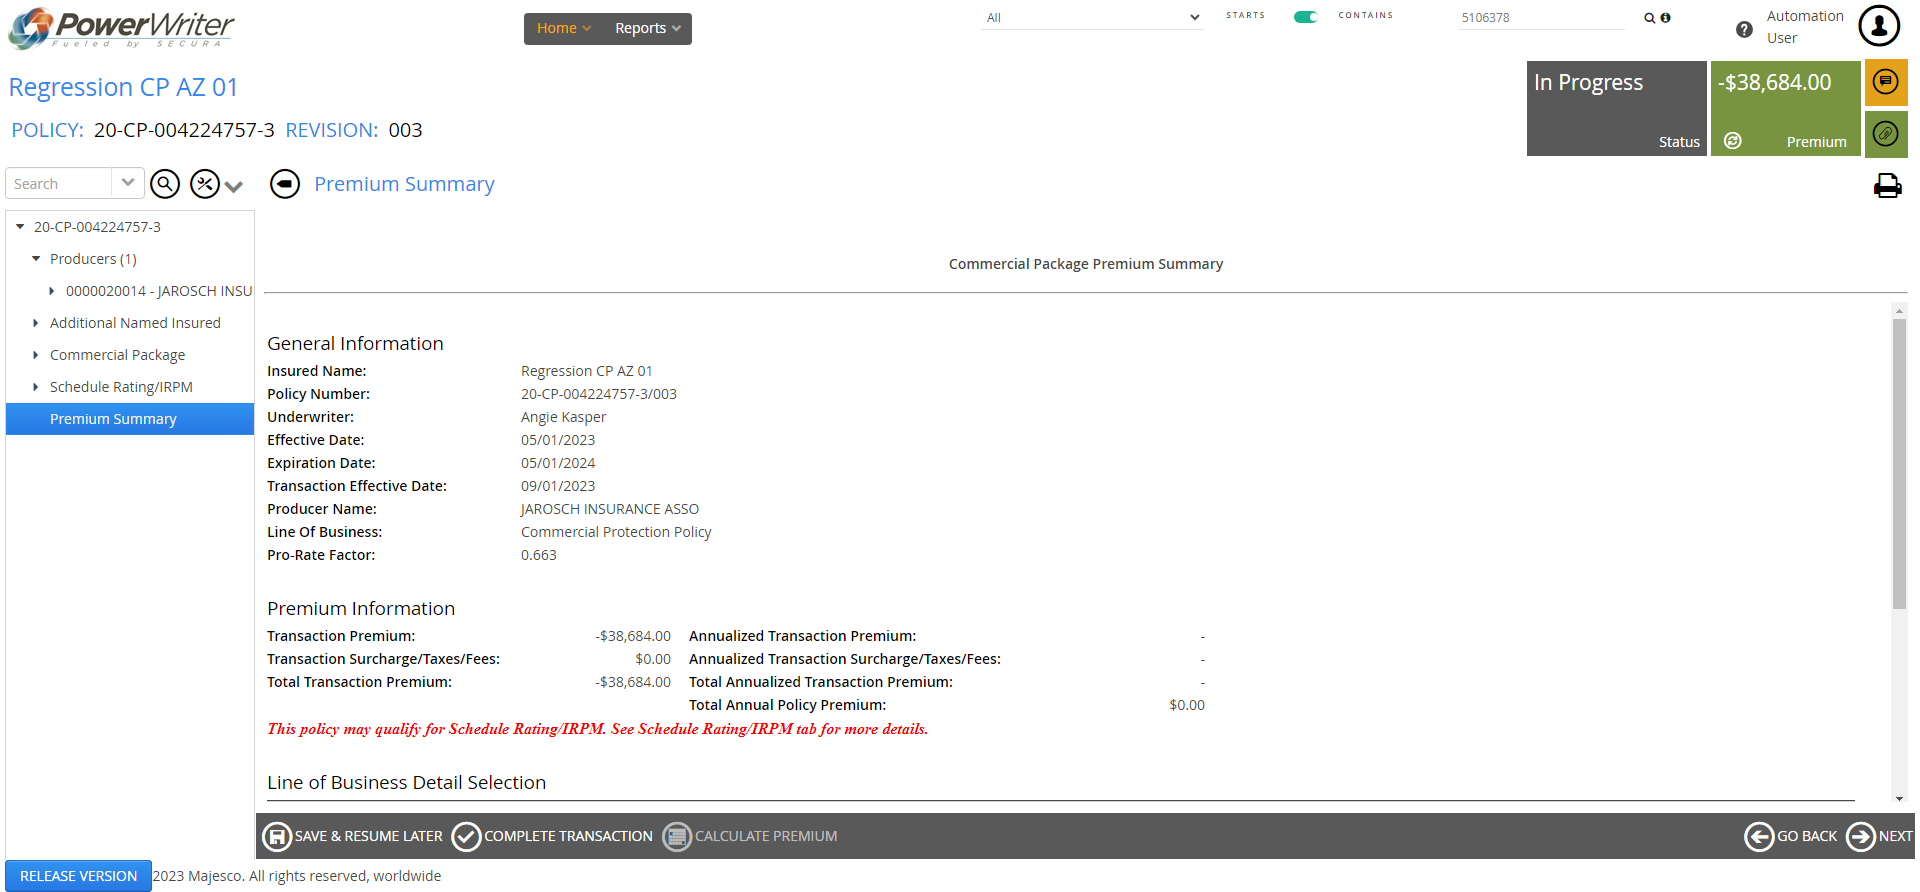 PowerWriter
Fueled by SECURA
Home Reports
All STARTS CONTAINS 5106378
Automation User
Regression CP AZ 01
POLICY: 20-CP-004224757-3 REVISION: 003
In Progress
Status
-$38,684.00
Premium
Search
Premium Summary
20-CP-004224757-3
Producers (1)
0000020014 - JAROSCH INSU
Additional Named Insured
Commercial Package
Schedule Rating/IRPM
Premium Summary
Commercial Package Premium Summary
General Information
Insured Name: Regression CP AZ 01
Policy Number: 20-CP-004224757-3/003
Underwriter: Angie Kasper
Effective Date: 05/01/2023
Expiration Date: 05/01/2024
Transaction Effective Date: 09/01/2023
Producer Name: JAROSCH INSURANCE ASSO
Line Of Business: Commercial Protection Policy
Pro-Rate Factor: 0.663
Premium Information
Transaction Premium: -$38,684.00 Annualized Transaction Premium: -
Transaction Surcharge/Taxes/Fees: $0.00 Annualized Transaction Surcharge/Taxes/Fees: -
Total Transaction Premium: -$38,684.00 Total Annualized Transaction Premium: -
Total Annual Policy Premium: $0.00
This policy may qualify for Schedule Rating/IRPM. See Schedule Rating/IRPM tab for more details.
Line of Business Detail Selection
SAVE & RESUME LATER COMPLETE TRANSACTION CALCULATE PREMIUM GO BACK NEXT
RELEASE VERSION 2023 Majesco. All rights reserved, worldwide